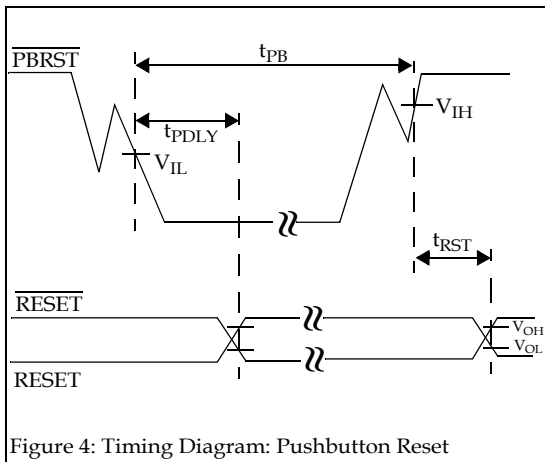 PBRST
tPB
VIH
tPDLY
VIL
tRST
RESET
VOH
VOL
RESET
Figure 4: Timing Diagram: Pushbutton Reset